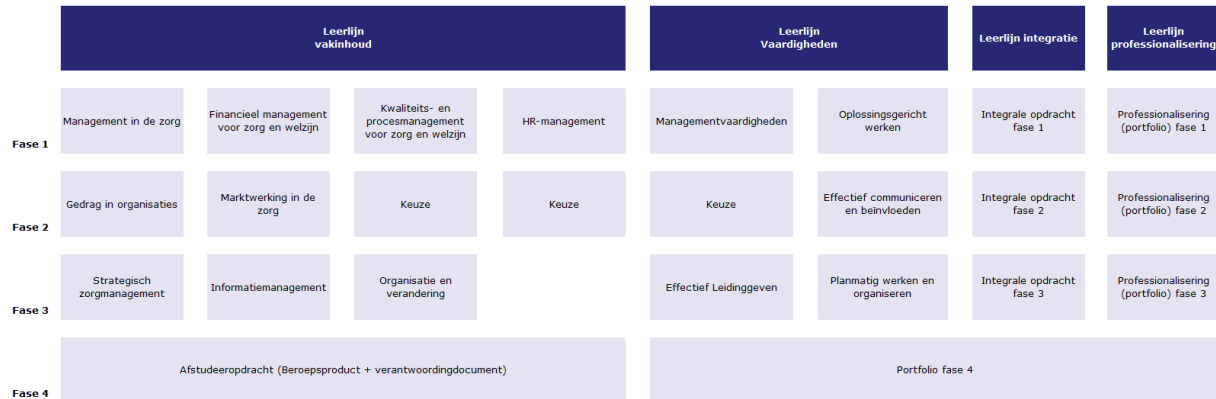 Leerlijn
vakinhoud
Leerlijn
Vaardigheden
Leerlijn integratie
Leerlijn
professionalisering
Fase 1
Management in de zorg
Financieel management
voor zorg en welzijn
Kwaliteits- en
procesmanagement
voor zorg en welzijn
HR-management
Managementvaardigheden
Oplossingsgericht
werken
Integrale opdracht
fase 1
Professionalisering
(portfolio) fase 1
Fase 2
Gedrag in organisaties
Marktwerking in de
zorg
Keuze
Keuze
Keuze
Effectief communiceren
en beïnvloeden
Integrale opdracht
fase 2
Professionalisering
(portfolio) fase 2
Fase 3
Strategisch
zorgmanagement
Informatiemanagement
Organisatie en
verandering
Effectief Leidinggeven
Planmatig werken en
organiseren
Integrale opdracht
fase 3
Professionalisering
(portfolio) fase 3
Fase 4
Afstudeeropdracht (Beroepsproduct + verantwoordingdocument)
Portfolio fase 4